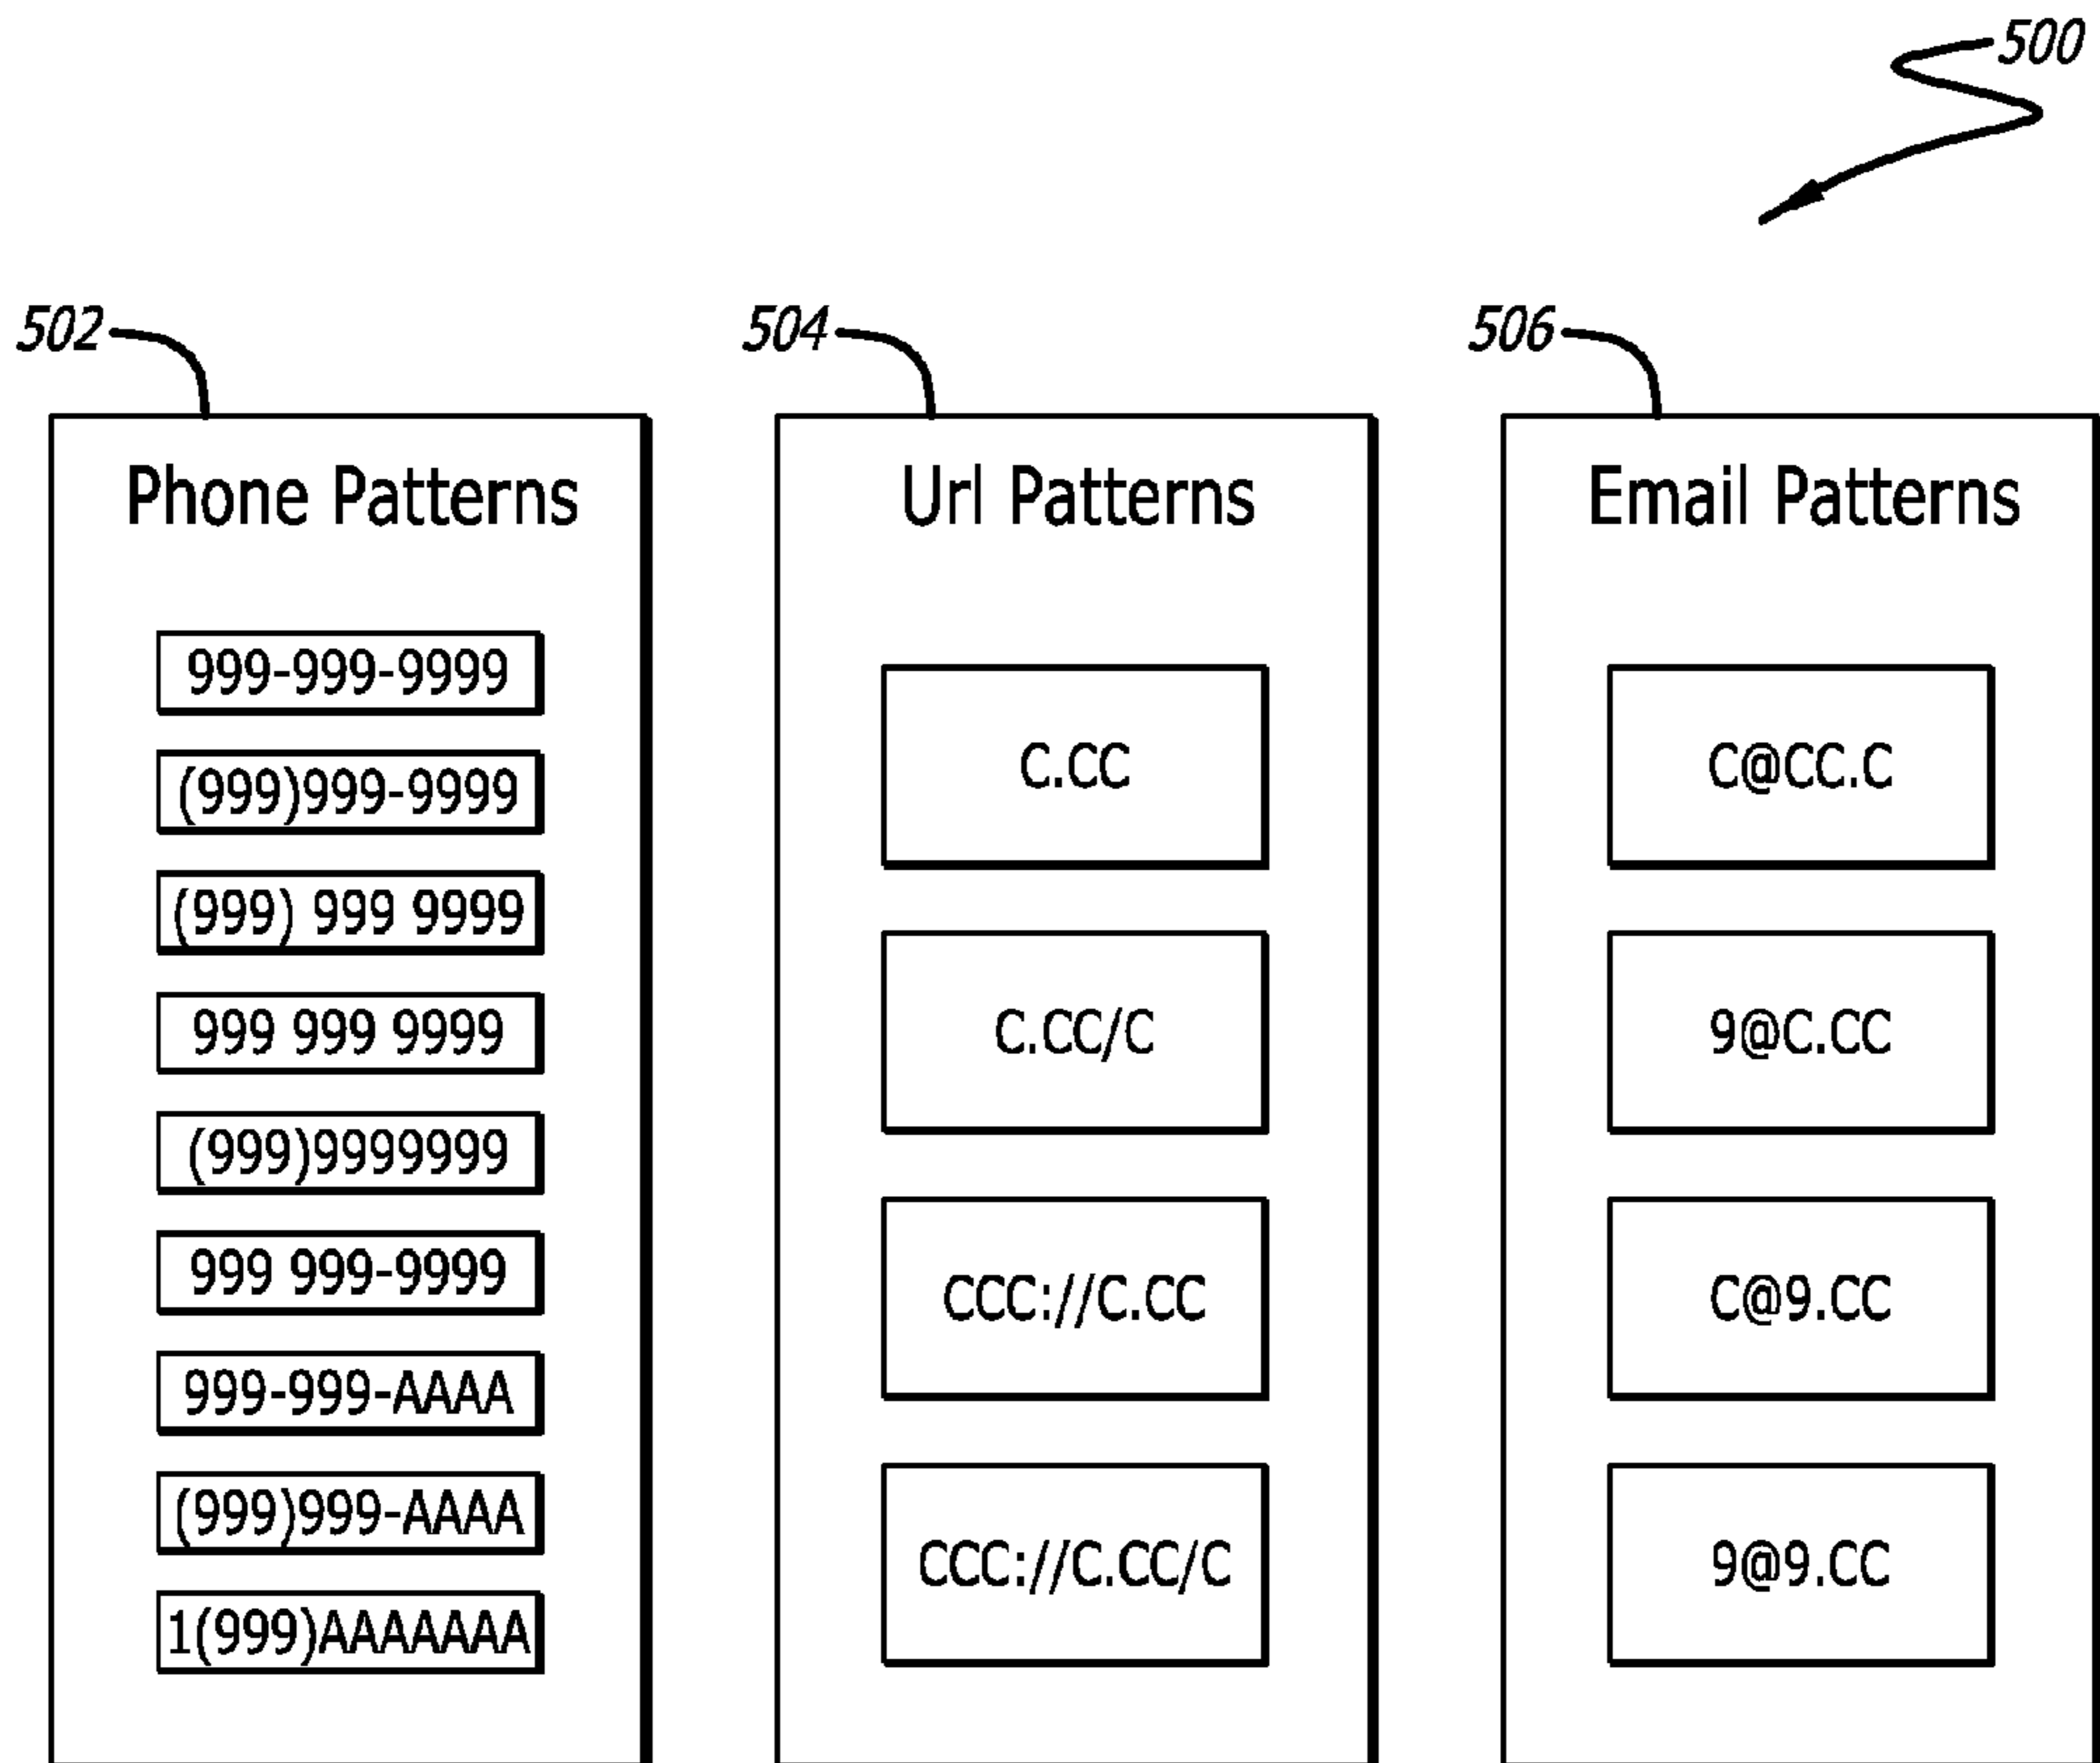 500
502
504
506
Phone Patterns
999-999-9999
(999)999-9999
(999) 999 9999
999 999 9999
(999)9999999
999 999-9999
999-999-AAAA
(999)999-AAAA
1(999)AAAAAAA
Url Patterns
C.CC
C.CC/C
CCC://C.CC
CCC://C.CC/C
Email Patterns
C@CC.C
9@C.CC
C@9.CC
9@9.CC